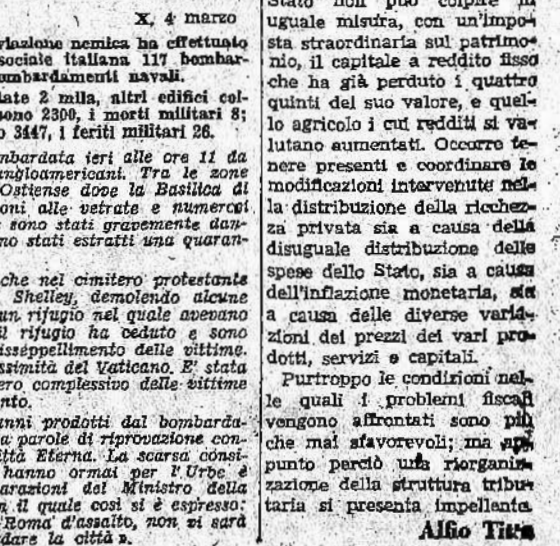 X, 4 marzo
nemica ha effettuato
sociale italiana 117 bombar-
ombardamenti navali.
late 2 mila, altri edifici col-
sono 2300, i morti militari 8;
o 3447, i feriti militari 26.
mbardata ieri alle ore 11 da
angloamericani. Tra le zone
Ostiense dove la Basilica di
oni alle vetrate e numerosi
sono stati gravemente dan-
no stati estratti una quaran-
che nel cimitero protestante
Shelley, demolendo alcune
un rifugio nel quale avevano
il rifugio ha ceduto e sono
isseppellimento delle vittime.
ssimità del Vaticano. E' stata
ero complessivo delle vittime
nto.
anni prodotti dal bombarda-
a parole di riprovazione con-
ittà Eterna. La scarsa consi-
hanno ormai per l'Urbe è
arazioni del Ministro della
n il quale così si è espresso:
'Roma' d'assalto, non vi sarà
dare la città ».
Stato non può colpire in
uguale misura, con un'impo-
sta straordinaria sul patrimo-
nio, il capitale a reddito fisso
che ha già perduto i quattro
quinti del suo valore, e quel-
lo agricolo i cui redditi si va-
lutano aumentati. Occorre te-
nere presenti e coordinare le
modificazioni intervenute nel-
la distribuzione della ricchez-
za privata sia a causa della
disuguale distribuzione delle
spese dello Stato, sia a causa
dell'inflazione monetaria, sia
a causa delle diverse varia-
zioni dei prezzi dei vari pro-
dotti, servizi e capitali.
Purtroppo le condizioni nel-
le quali i problemi fiscali
vengono affrontati sono più
che mai sfavorevoli; ma ap-
punto perciò una riorganiz-
zazione della struttura tribu-
taria si presenta impellente.
Alfio Titta